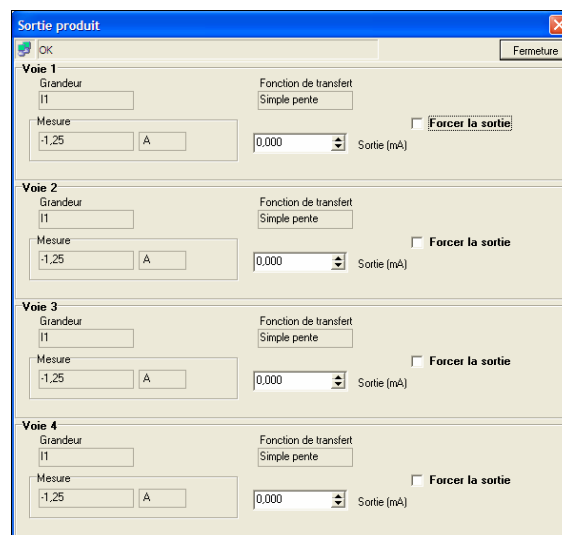 Sortie produit
OK
Fermeture
Voie 1
Grandeur Fonction de transfert
I1 Simple pente
Forcer la sortie
Mesure
-1,25 A 0,000 Sortie (mA)
Voie 2
Grandeur Fonction de transfert
I1 Simple pente
Forcer la sortie
Mesure
-1,25 A 0,000 Sortie (mA)
Voie 3
Grandeur Fonction de transfert
I1 Simple pente
Forcer la sortie
Mesure
-1,25 A 0,000 Sortie (mA)
Voie 4
Grandeur Fonction de transfert
I1 Simple pente
Forcer la sortie
Mesure
-1,25 A 0,000 Sortie (mA)